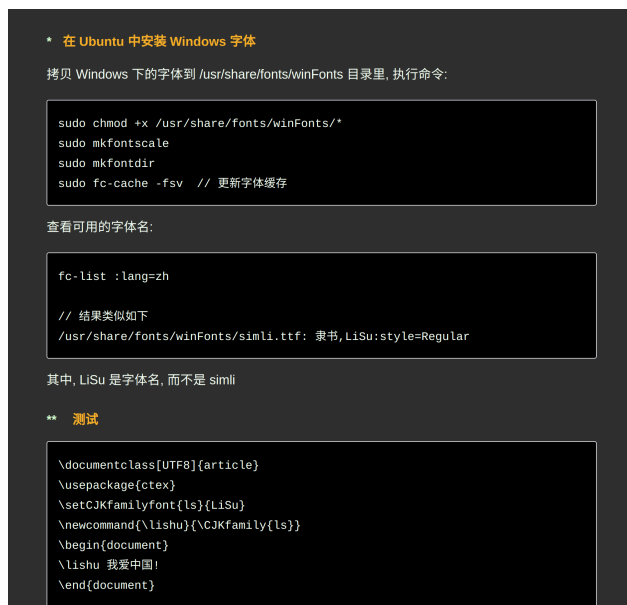 * 在 Ubuntu 中安装 Windows 字体
拷贝 Windows 下的字体到 /usr/share/fonts/winFonts 目录里, 执行命令:
sudo chmod +x /usr/share/fonts/winFonts/*
sudo mkfontscale
sudo mkfontdir
sudo fc-cache -fsv  // 更新字体缓存
查看可用的字体名:
fc-list :lang=zh
// 结果类似如下
/usr/share/fonts/winFonts/simli.ttf: 隶书,LiSu:style=Regular
其中, LiSu 是字体名, 而不是 simli
** 测试
\documentclass[UTF8]{article}
\usepackage{ctex}
\setCJKfamilyfont{ls}{LiSu}
\newcommand{\lishu}{\CJKfamily{ls}}
\begin{document}
\lishu 我爱中国!
\end{document}